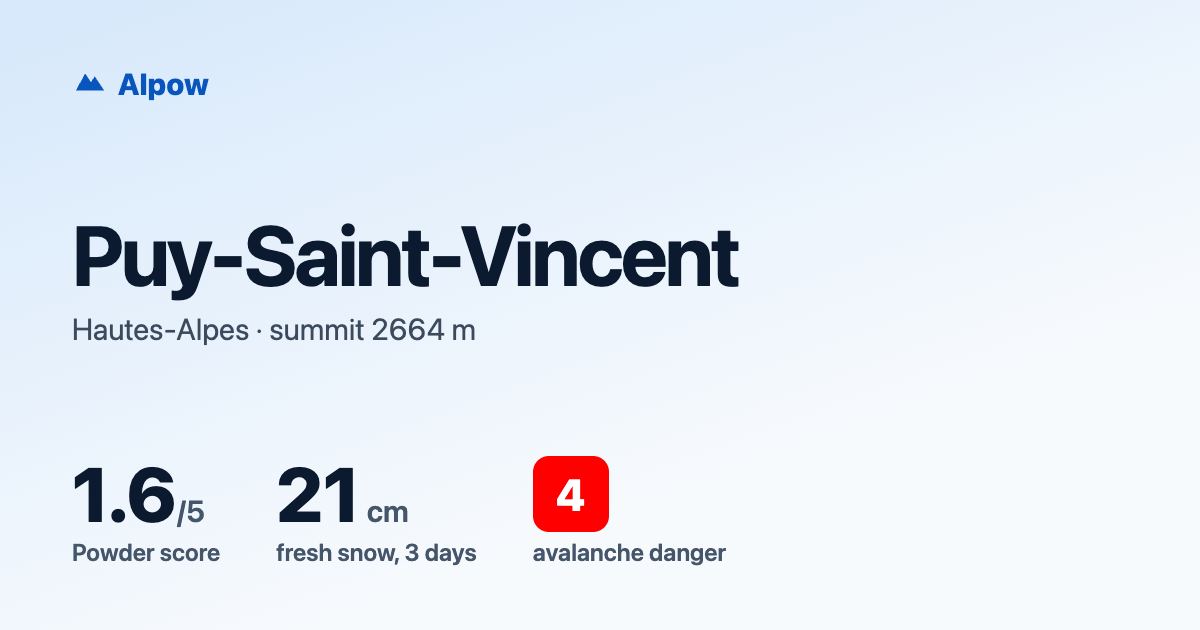 Alpow
Puy-Saint-Vincent
Hautes-Alpes · summit 2664 m
1.6/5
Powder score
21 cm
fresh snow, 3 days
4
avalanche danger